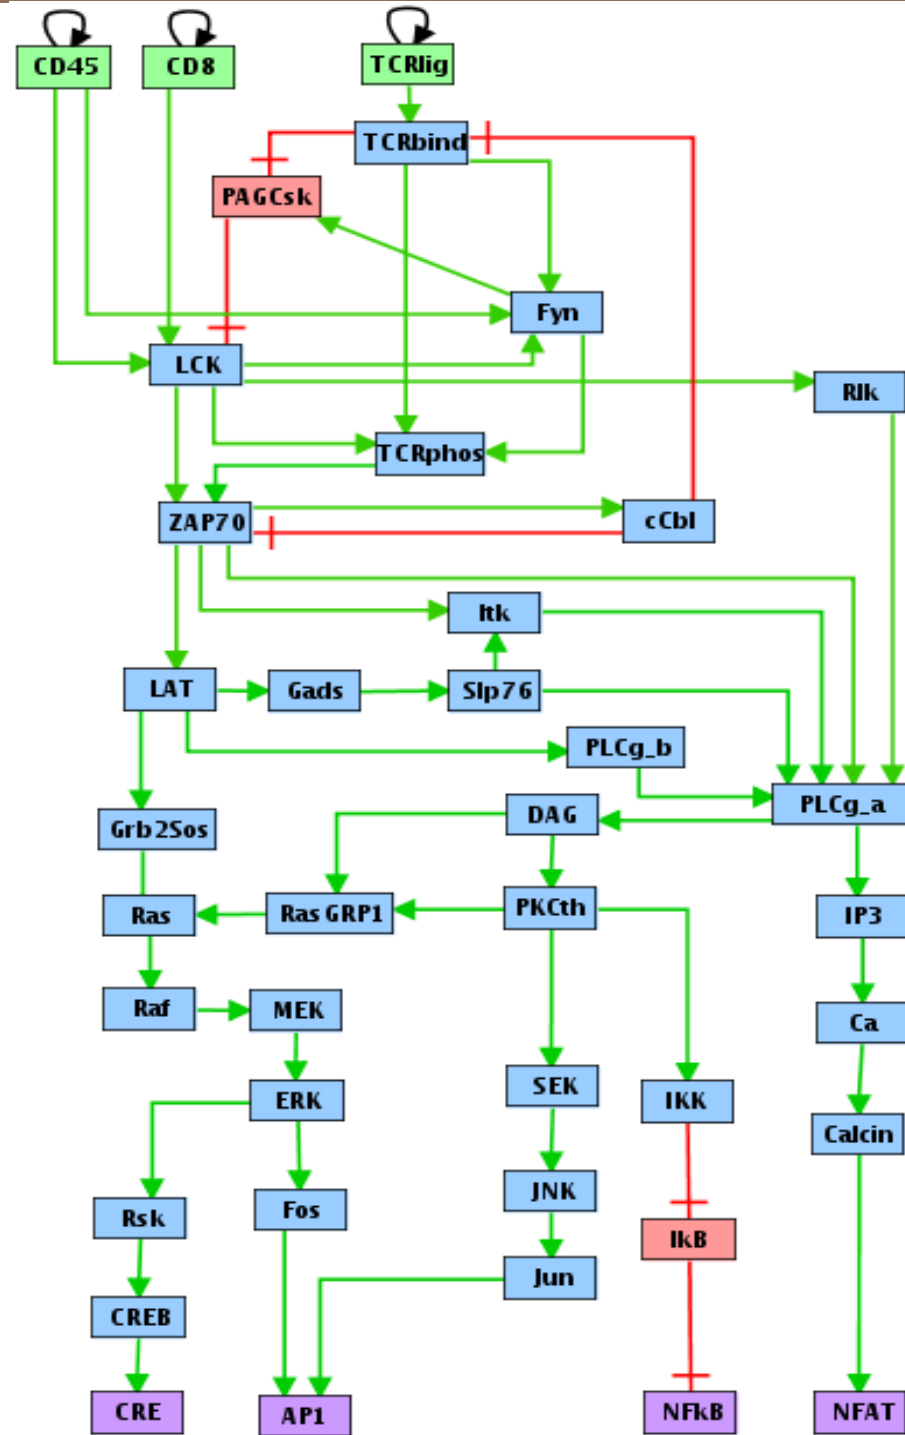 CD45 CD8 TCRlig
TCRbind
PAGCsk
Fyn
LCK
Rlk
TCRphos
ZAP70 cCbl
Itk
LAT Gads Slp76
PLCg_b
PLCg_a
DAG
Grb2Sos
PKCth
Ras Ras GRP1 IP3
Raf MEK
Ca
SEK
ERK IKK
Calcin
JNK
Rsk Fos
IkB
Jun
CREB
CRE AP1 NFkB NFAT